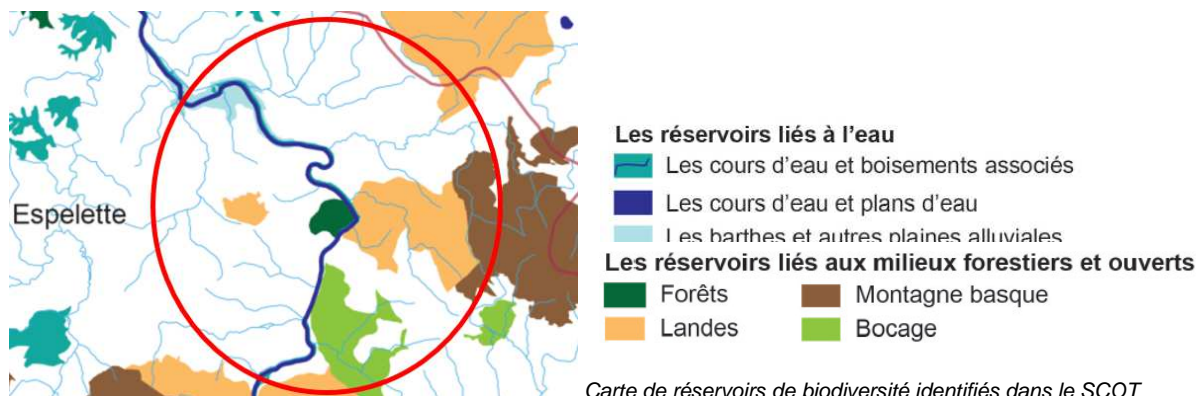 Espelette
Les réservoirs liés à l'eau
Les cours d'eau et boisements associés
Les cours d'eau et plans d'eau
Les barthes et autres plaines alluviales
Les réservoirs liés aux milieux forestiers et ouverts
Forêts
Montagne basque
Landes
Bocage
Carte de réservoirs de biodiversité identifiés dans le SCOT